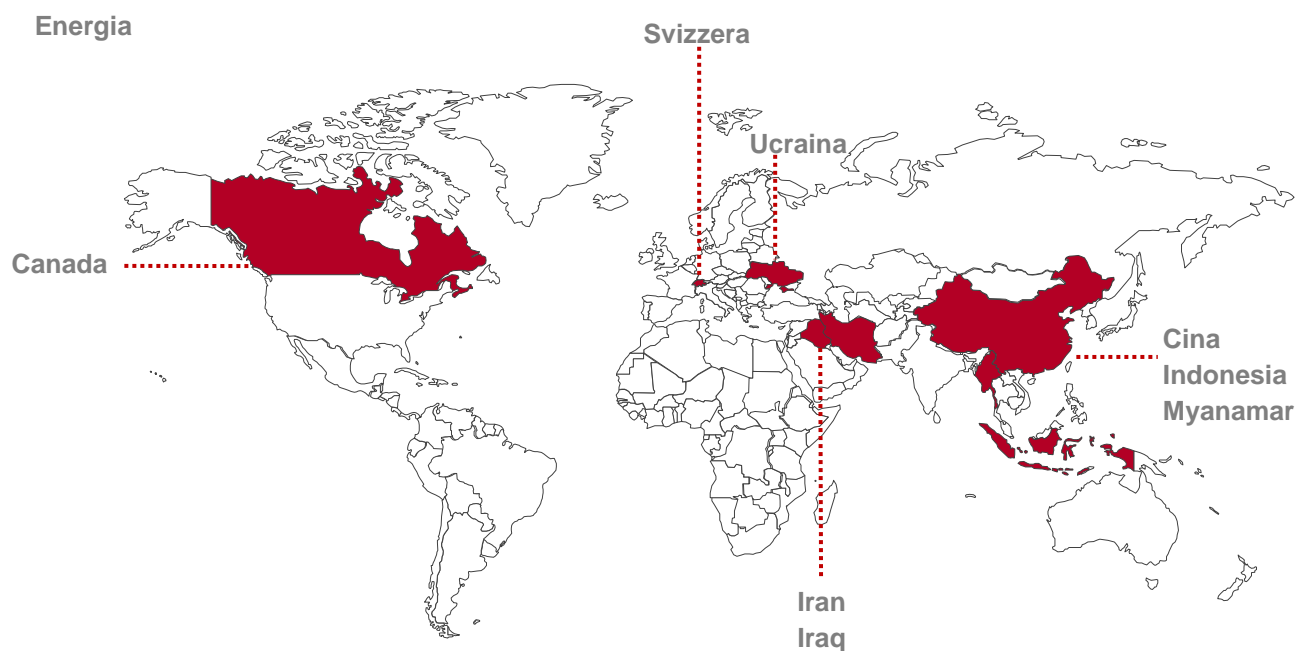 Energia
Svizzera
Ucraina
Canada
Cina
Indonesia
Myanamar
Iran
Iraq